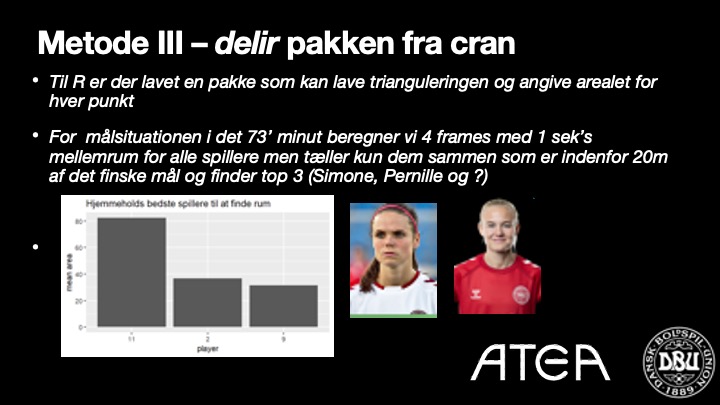 Metode III – delir pakken fra cran
• Til R er der lavet en pakke som kan lave trianguleringen og angive arealet for
hver punkt
• For målsituationen i det 73’ minut beregner vi 4 frames med 1 sek’s
mellemrum for alle spillere men tæller kun dem sammen som er indenfor 20m
af det finske mål og finder top 3 (Simone, Pernille og ?)
•
Hjemmeholds bedste spillere til at finde rum
mean area
80
60
40
20
0
11 2 9
player
ATEA
DANSK BOLDSPIL-UNION
DBU
1889